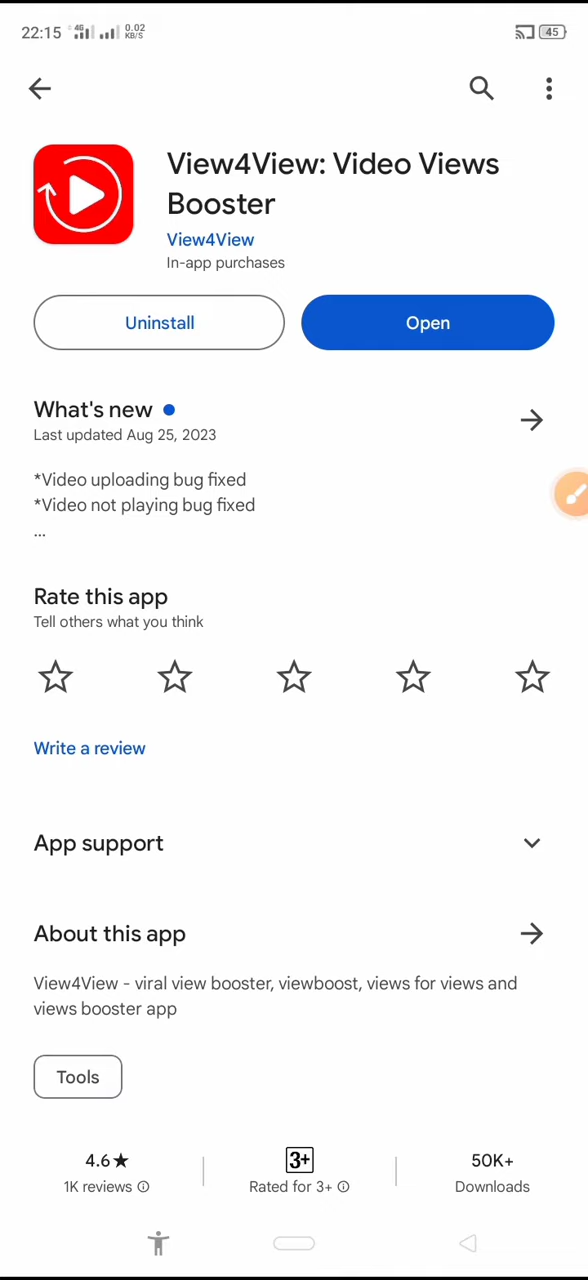 22:15 4G 0.02 KB/S 45
View4View: Video Views
Booster
View4View
In-app purchases
Uninstall
Open
What's new
Last updated Aug 25, 2023
*Video uploading bug fixed
*Video not playing bug fixed
...
Rate this app
Tell others what you think
Write a review
App support
About this app
View4View - viral view booster, viewboost, views for views and
views booster app
Tools
4.6★ 3+ 50K+
1K reviews Rated for 3+ Downloads